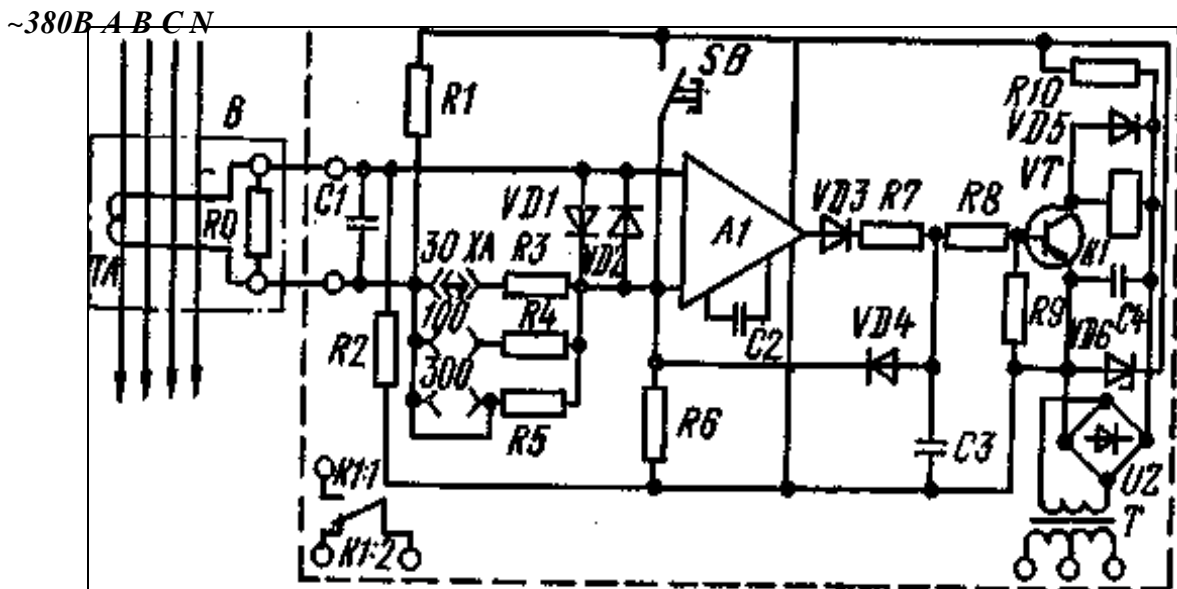 ~380В А В С N
SB
R1
R10
B
VD5
VT
C1
VD1
R0
30 XA R3
VD2
A1
VD3 R7
R8
K1
TA
100
R4
C2
R9
C4
R2
VD4
VD6
300
R5
R6
C3
U2
K1:1
T
K1:2